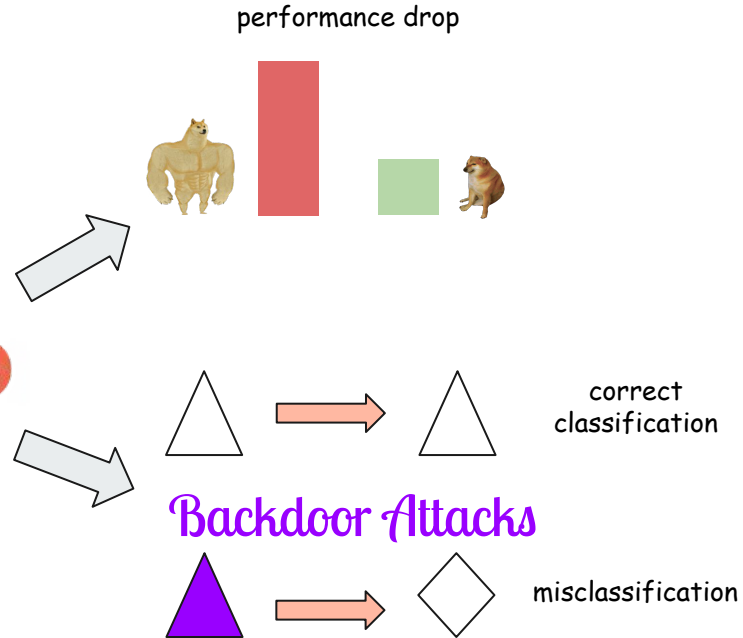 performance drop
correct
classification
Backdoor Attacks
misclassification